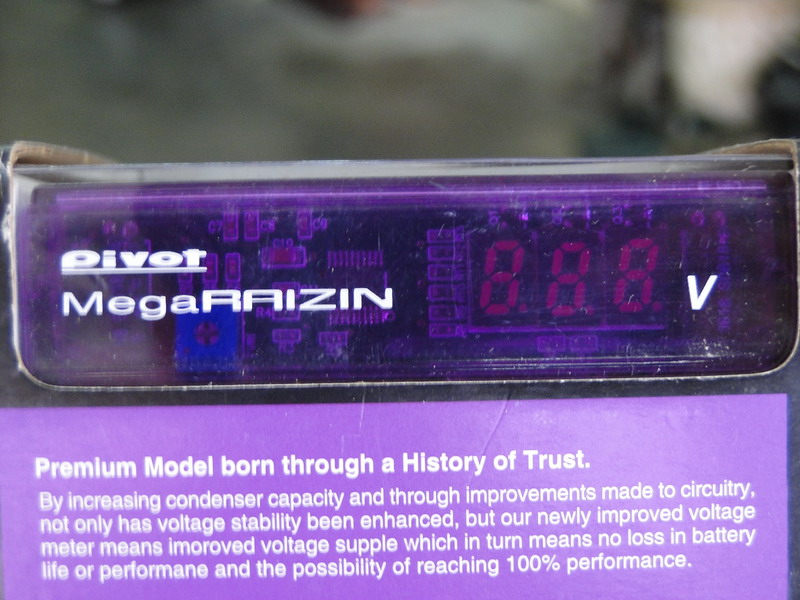 Pivot
MegaRAIZIN
8.8.8. V
Premium Model born through a History of Trust.
By increasing condenser capacity and through improvements made to circuitry,
not only has voltage stability been enhanced, but our newly improved voltage
meter means imoroved voltage supple which in turn means no loss in battery
life or performane and the possibility of reaching 100% performance.